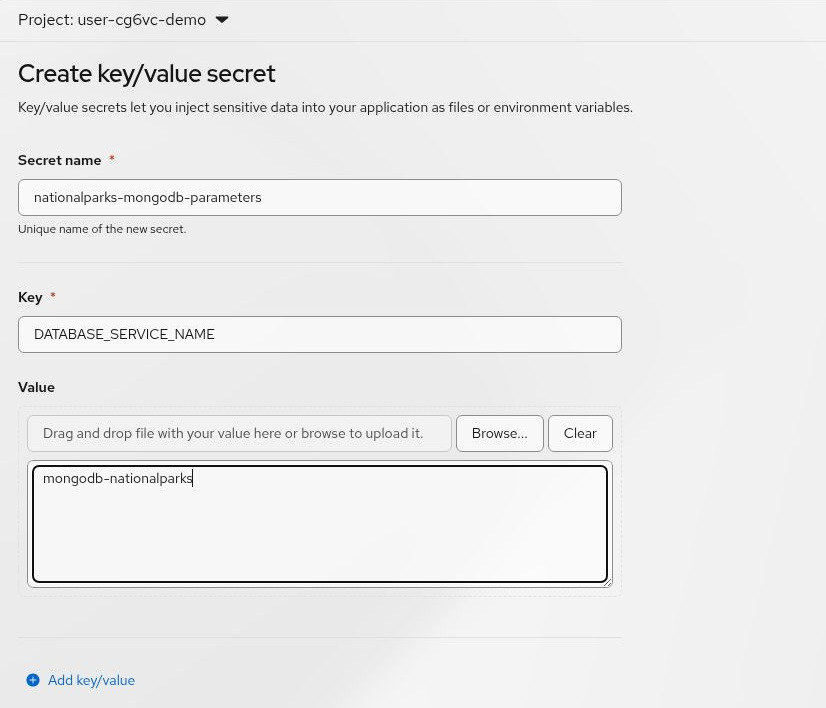 Project: user-cg6vc-demo
Create key/value secret
Key/value secrets let you inject sensitive data into your application as files or environment variables.
Secret name *
nationalparks-mongodb-parameters
Unique name of the new secret.
Key *
DATABASE_SERVICE_NAME
Value
Drag and drop file with your value here or browse to upload it. Browse... Clear
mongodb-nationalparks
Add key/value